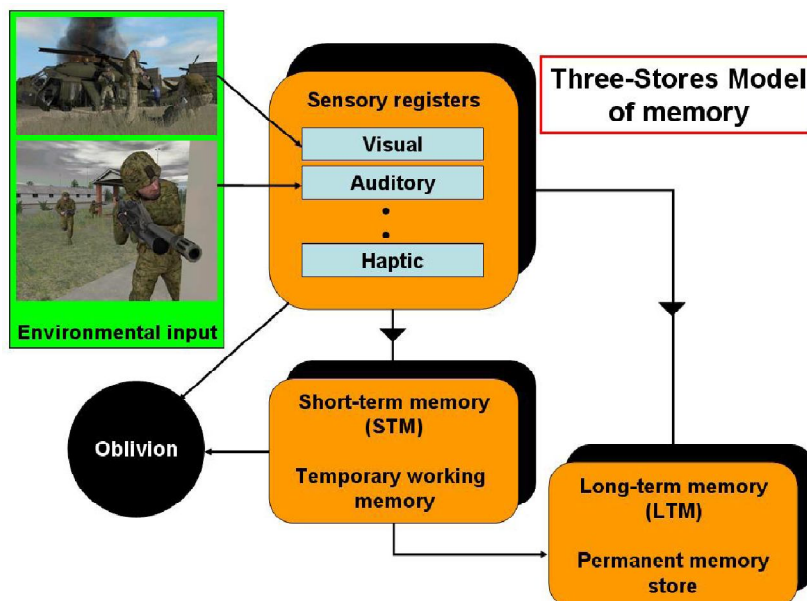 Three-Stores Model
of memory
Sensory registers
Visual
Auditory
Haptic
Environmental input
Short-term memory
(STM)
Temporary working
memory
Oblivion
Long-term memory
(LTM)
Permanent memory
store